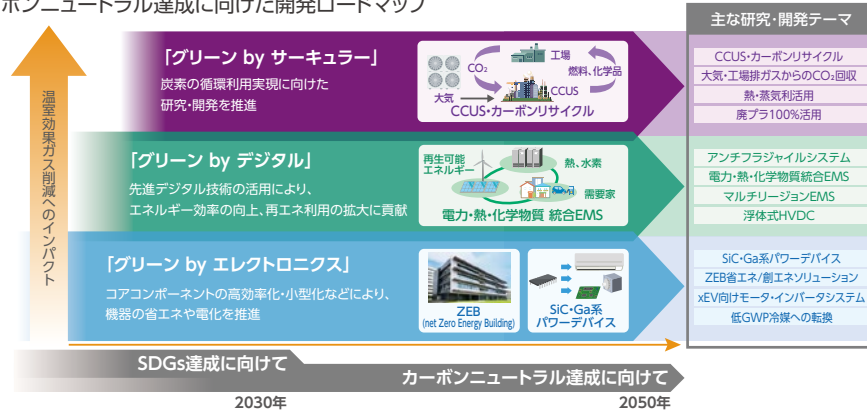 ボンニュートラル達成に向けた開発ロードマップ
主な研究・開発テーマ
温室効果ガス削減へのインパクト
「グリーン by サーキュラー」
炭素の循環利用実現に向けた
研究・開発を推進
工場
CO₂
燃料、化学品
大気
CCUS
CCUS・カーボンリサイクル
CCUS・カーボンリサイクル
大気・工場排ガスからのCO₂回収
熱・蒸気利活用
廃プラ100%活用
「グリーン by デジタル」
先進デジタル技術の活用により、
エネルギー効率の向上、再エネ利用の拡大に貢献
再生可能
エネルギー
熱、水素
需要家
電力・熱・化学物質 統合EMS
アンチフラジャイルシステム
電力・熱・化学物質統合EMS
マルチリージョンEMS
浮体式HVDC
「グリーン by エレクトロニクス」
コアコンポーネントの高効率化・小型化などにより、
機器の省エネや電化を推進
ZEB
(net Zero Energy Building)
SiC・Ga系
パワーデバイス
SiC・Ga系パワーデバイス
ZEB省エネ/創エネソリューション
xEV向けモータ・インバータシステム
低GWP冷媒への転換
SDGs達成に向けて
カーボンニュートラル達成に向けて
2030年
2050年